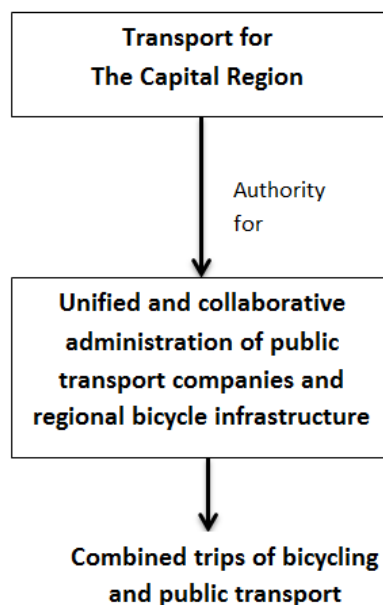 Transport for
The Capital Region
Authority
for
Unified and collaborative
administration of public
transport companies and
regional bicycle infrastructure
Combined trips of bicycling
and public transport